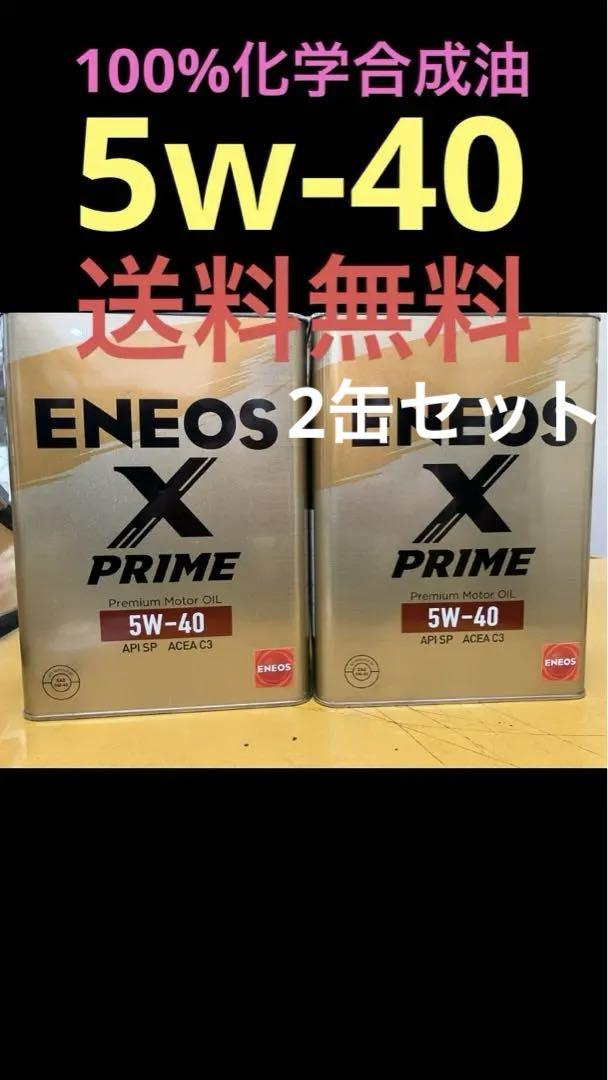 100%化学合成油
5w-40
送料無料
2缶セット
ENEOS
X
PRIME
Premium Motor OIL
5W-40
API SP ACEA C3
ENEOS
ENEOS
X
PRIME
Premium Motor OIL
5W-40
API SP ACEA C3
ENEOS